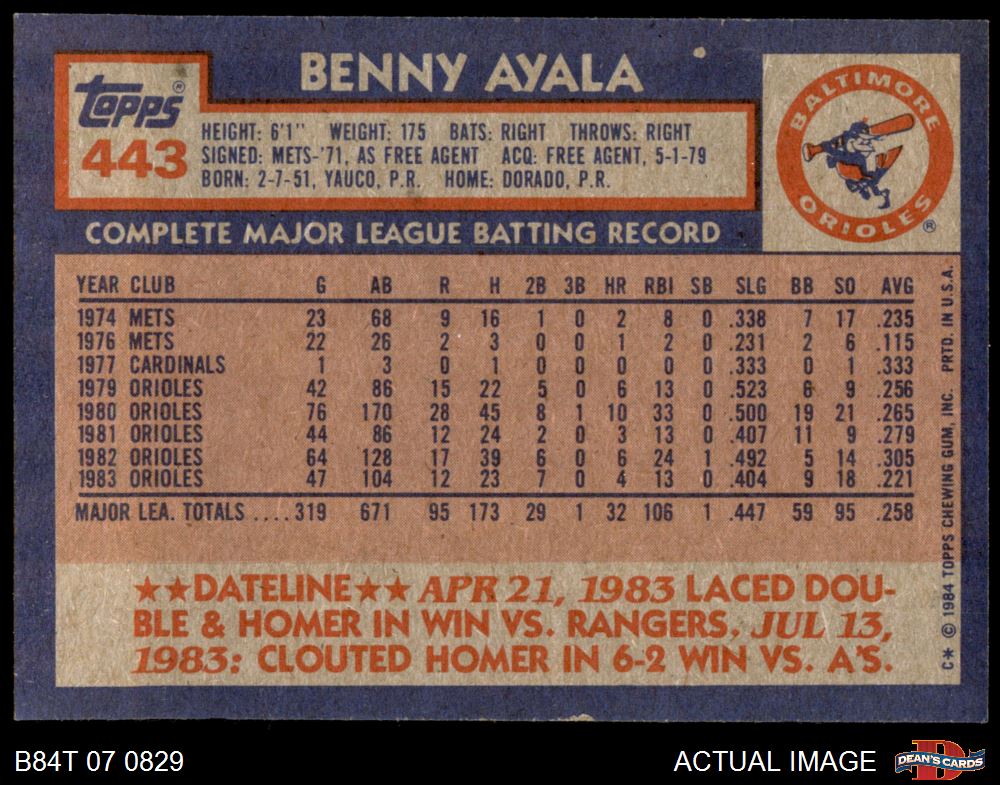 BENNY AYALA
topps®
443
HEIGHT: 6'1" WEIGHT: 175 BATS: RIGHT THROWS: RIGHT
SIGNED: METS-'71, AS FREE AGENT ACQ: FREE AGENT, 5-1-79
BORN: 2-7-51, YAUCO, P.R. HOME: DORADO, P.R.
BALTIMORE
ORIOLES®
COMPLETE MAJOR LEAGUE BATTING RECORD
YEAR CLUB G AB R H 2B 3B HR RBI SB SLG BB SO AVG
1974 METS 23 68 9 16 1 0 2 8 0 .338 7 17 .235
1976 METS 22 26 2 3 0 0 1 2 0 .231 2 6 .115
1977 CARDINALS 1 3 0 1 0 0 0 0 0 .333 0 1 .333
1979 ORIOLES 42 86 15 22 5 0 6 13 0 .523 6 9 .256
1980 ORIOLES 76 170 28 45 8 1 10 33 0 .500 19 21 .265
1981 ORIOLES 44 86 12 24 2 0 3 13 0 .407 11 9 .279
1982 ORIOLES 64 128 17 39 6 0 6 24 1 .492 5 14 .305
1983 ORIOLES 47 104 12 23 7 0 4 13 0 .404 9 18 .221
MAJOR LEA. TOTALS ....319 671 95 173 29 1 32 106 1 .447 59 95 .258
★★DATELINE★★ APR 21, 1983 LACED DOU-
BLE & HOMER IN WIN VS. RANGERS. JUL 13,
1983: CLOUTED HOMER IN 6-2 WIN VS. A'S.
C* © 1984 TOPPS CHEWING GUM, INC. PRTD. IN U.S.A.
B84T 07 0829
ACTUAL IMAGE
D
DEAN'S CARDS